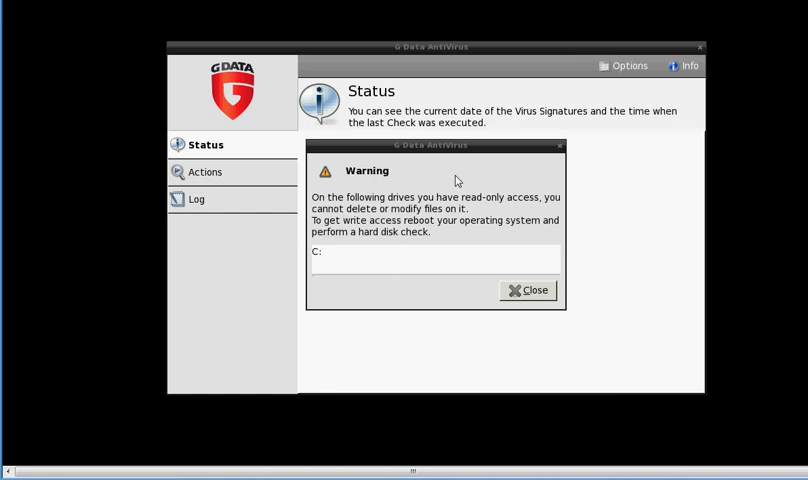 G Data AntiVirus
GDATA
Options
Info
Status
You can see the current date of the Virus Signatures and the time when
the last Check was executed.
Status
Actions
Log
G Data AntiVirus
Warning
On the following drives you have read-only access, you
cannot delete or modify files on it.
To get write access reboot your operating system and
perform a hard disk check.
C:
Close